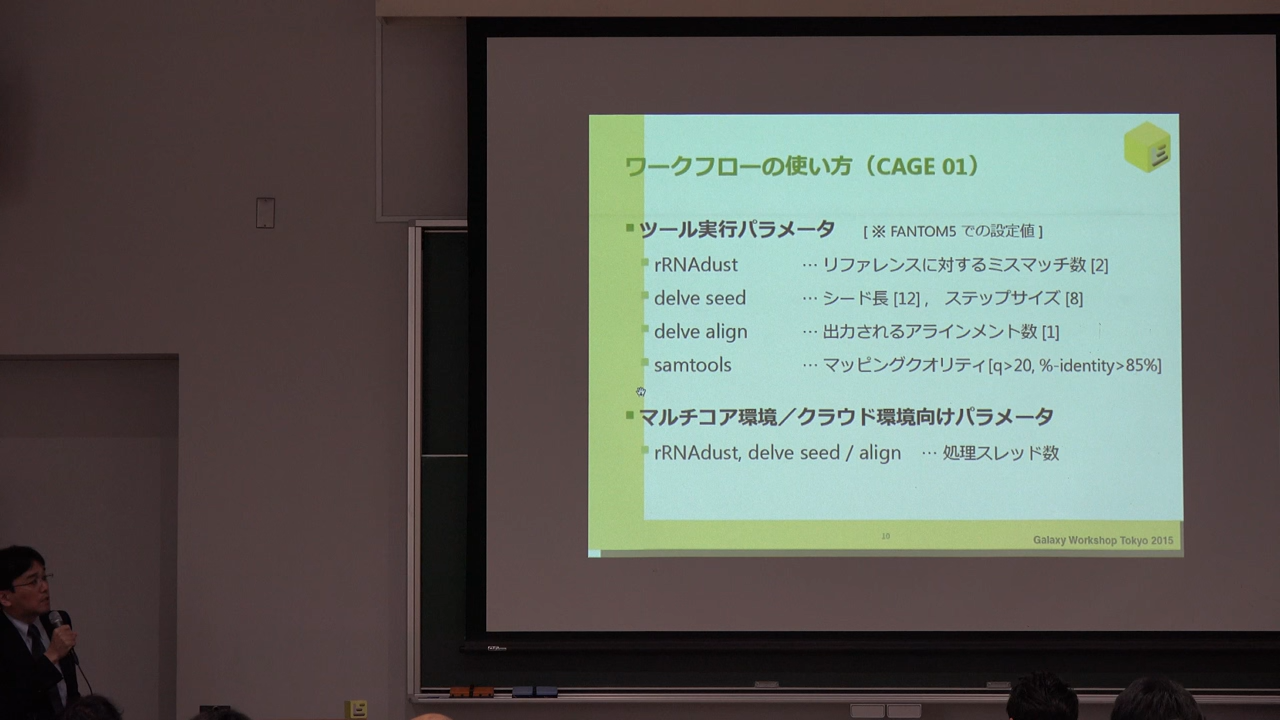 ワークフローの使い方（CAGE 01）
ツール実行パラメータ [ ※ FANTOM5 での設定値 ]
rRNAdust … リファレンスに対するミスマッチ数 [2]
delve seed … シード長 [12] , ステップサイズ [8]
delve align … 出力されるアラインメント数 [1]
samtools … マッピングクオリティ[q>20, %-identity>85%]
マルチコア環境／クラウド環境向けパラメータ
rRNAdust, delve seed / align … 処理スレッド数
Galaxy Workshop Tokyo 2015